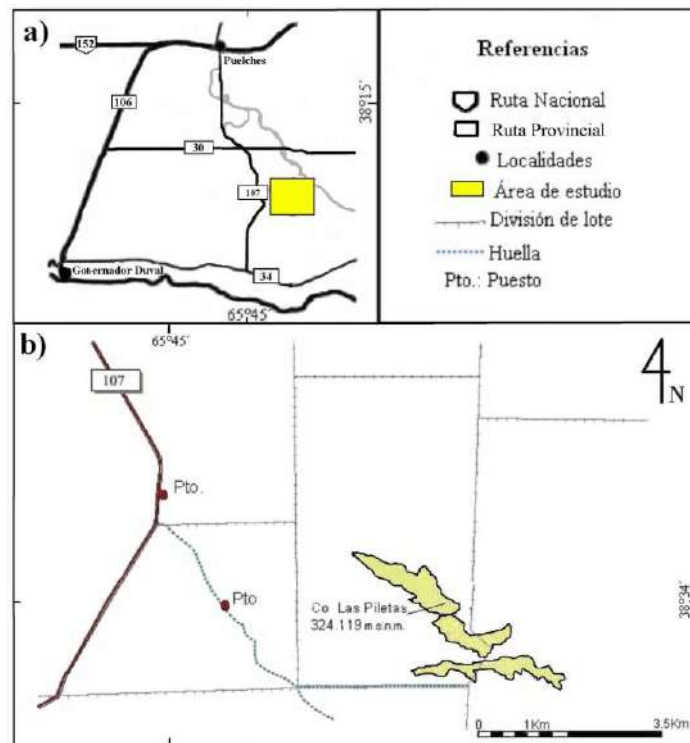 a)
152
Puelches
106
38°15´
30
107
Gobernador Duval
34
65°45´
Referencias
Ruta Nacional
Ruta Provincial
Localidades
Área de estudio
División de lote
Huella
Pto.: Puesto
b)
65°45´
107
N
Pto.
Pto
Co. Las Piletas
324.119 m.s.n.m.
38°34´
0 1Km 3.5Km